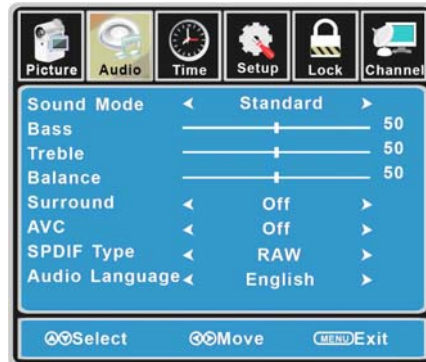 Picture Audio Time Setup Lock Channel
Sound Mode Standard
Bass 50
Treble 50
Balance 50
Surround Off
AVC Off
SPDIF Type RAW
Audio Language English
Select Move MENU Exit